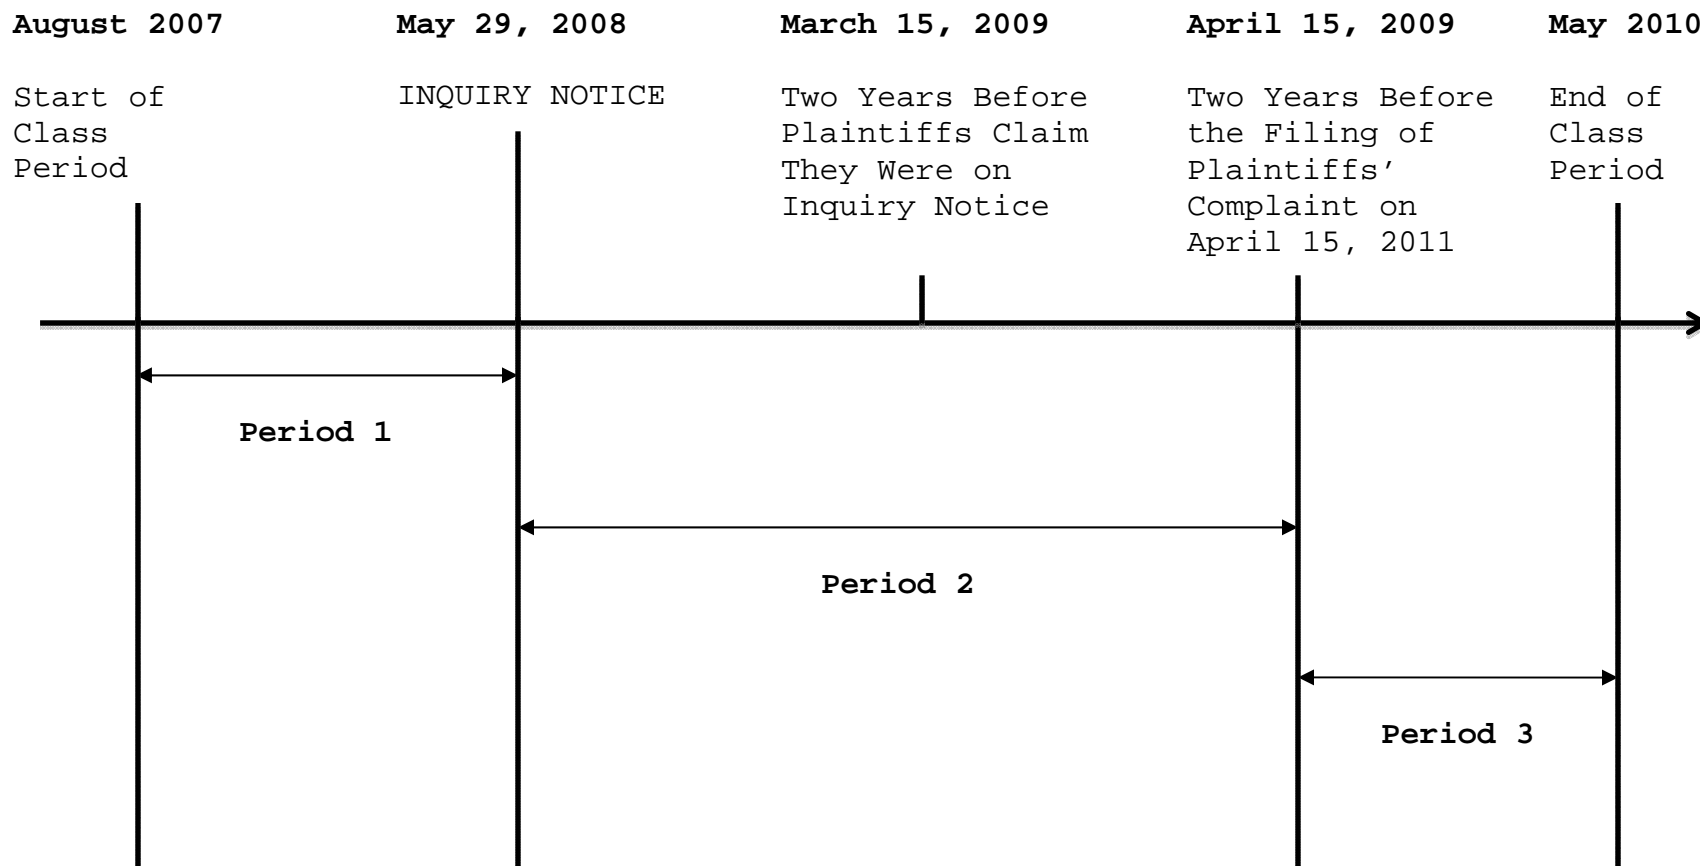 August 2007
Start of
Class
Period
May 29, 2008
INQUIRY NOTICE
March 15, 2009
Two Years Before
Plaintiffs Claim
They Were on
Inquiry Notice
April 15, 2009
Two Years Before
the Filing of
Plaintiffs’
Complaint on
April 15, 2011
May 2010
End of
Class
Period
Period 1
Period 2
Period 3